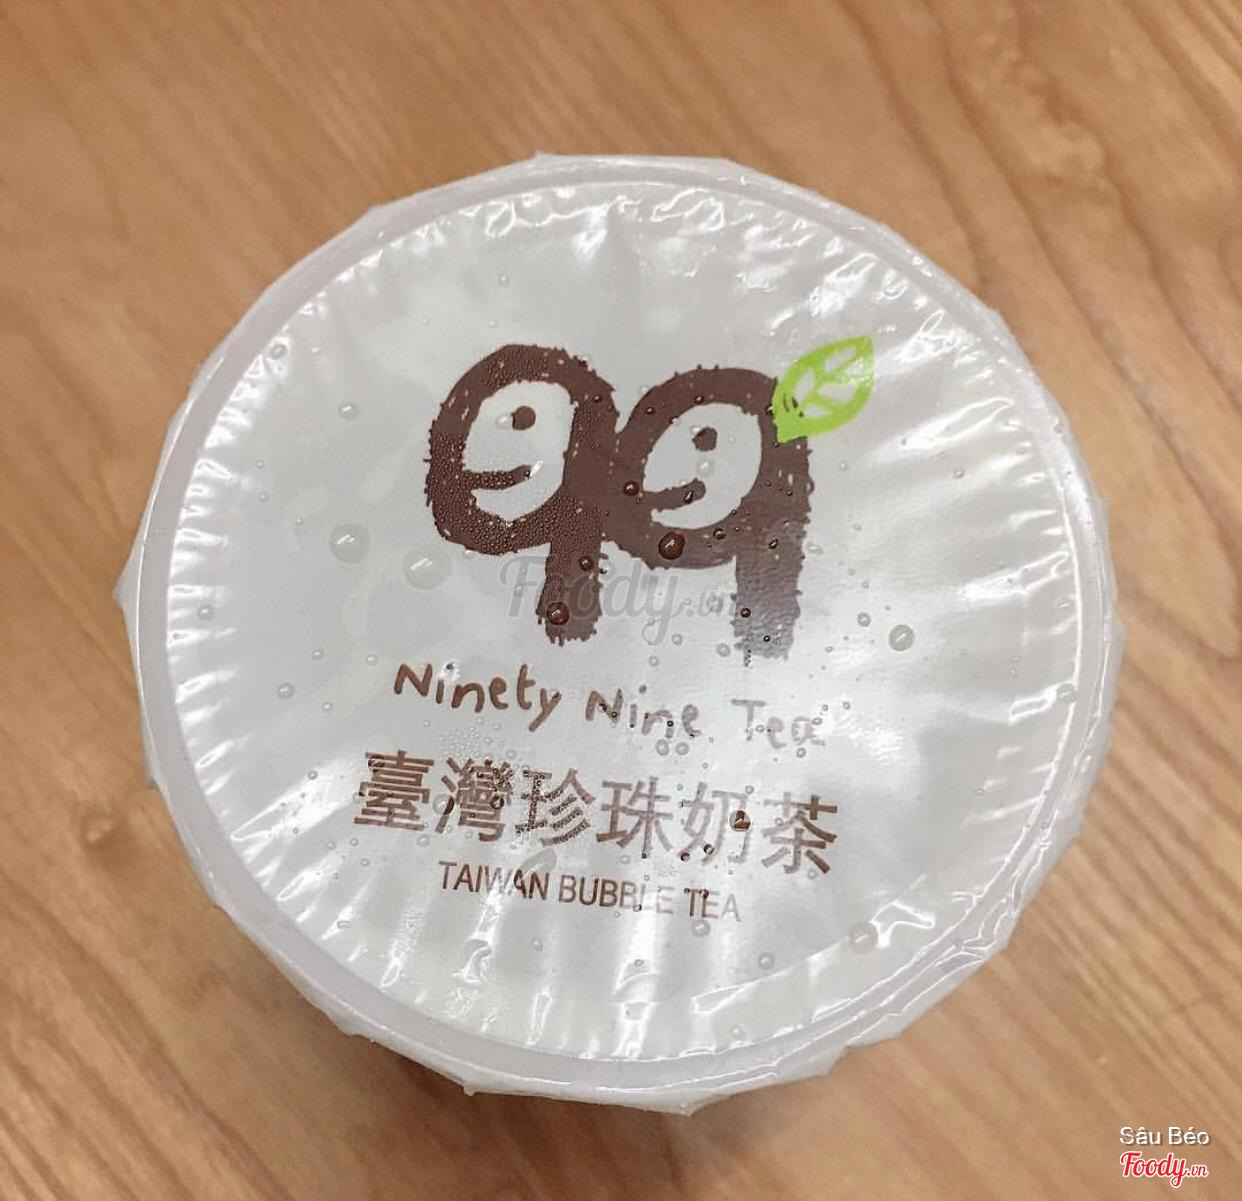 99
Foody.vn
Ninety Nine Tea
臺灣珍珠奶茶
TAIWAN BUBBLE TEA
Sâu Béo
Foody.vn